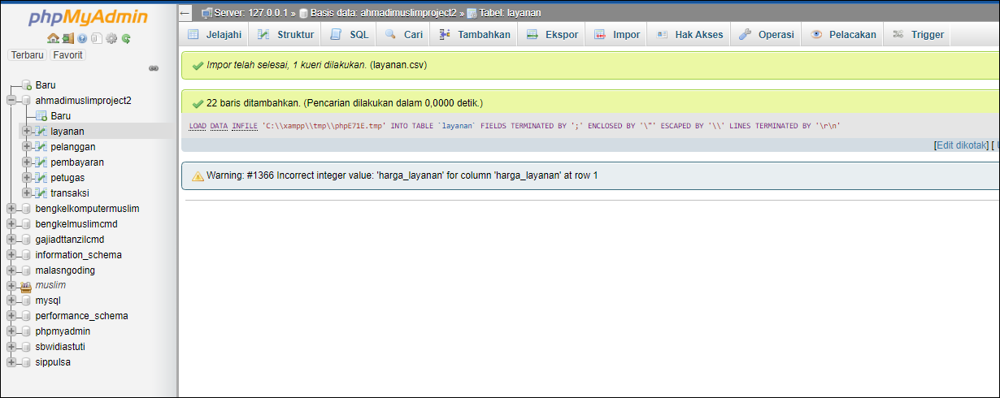 phpMyAdmin
Terbaru Favorit
Baru
ahmadimuslimproject2
Baru
layanan
pelanggan
pembayaran
petugas
transaksi
bengkelkomputermuslim
bengkelmuslimcmd
gajiadttanzilcmd
information_schema
malasngoding
muslim
mysql
performance_schema
phpmyadmin
sbwidiastuti
sippulsa
Server: 127.0.0.1 » Basis data: ahmadimuslimproject2 » Tabel: layanan
Jelajahi Struktur SQL Cari Tambahkan Ekspor Impor Hak Akses Operasi Pelacakan Trigger
Impor telah selesai, 1 kueri dilakukan. (layanan.csv)
22 baris ditambahkan. (Pencarian dilakukan dalam 0,0000 detik.)
LOAD DATA INFILE 'C:\\xampp\\tmp\\phpE71E.tmp' INTO TABLE `layanan` FIELDS TERMINATED BY ';' ENCLOSED BY '\"' ESCAPED BY '\\' LINES TERMINATED BY '\r\n'
[Edit dikotak] [
Warning: #1366 Incorrect integer value: 'harga_layanan' for column 'harga_layanan' at row 1